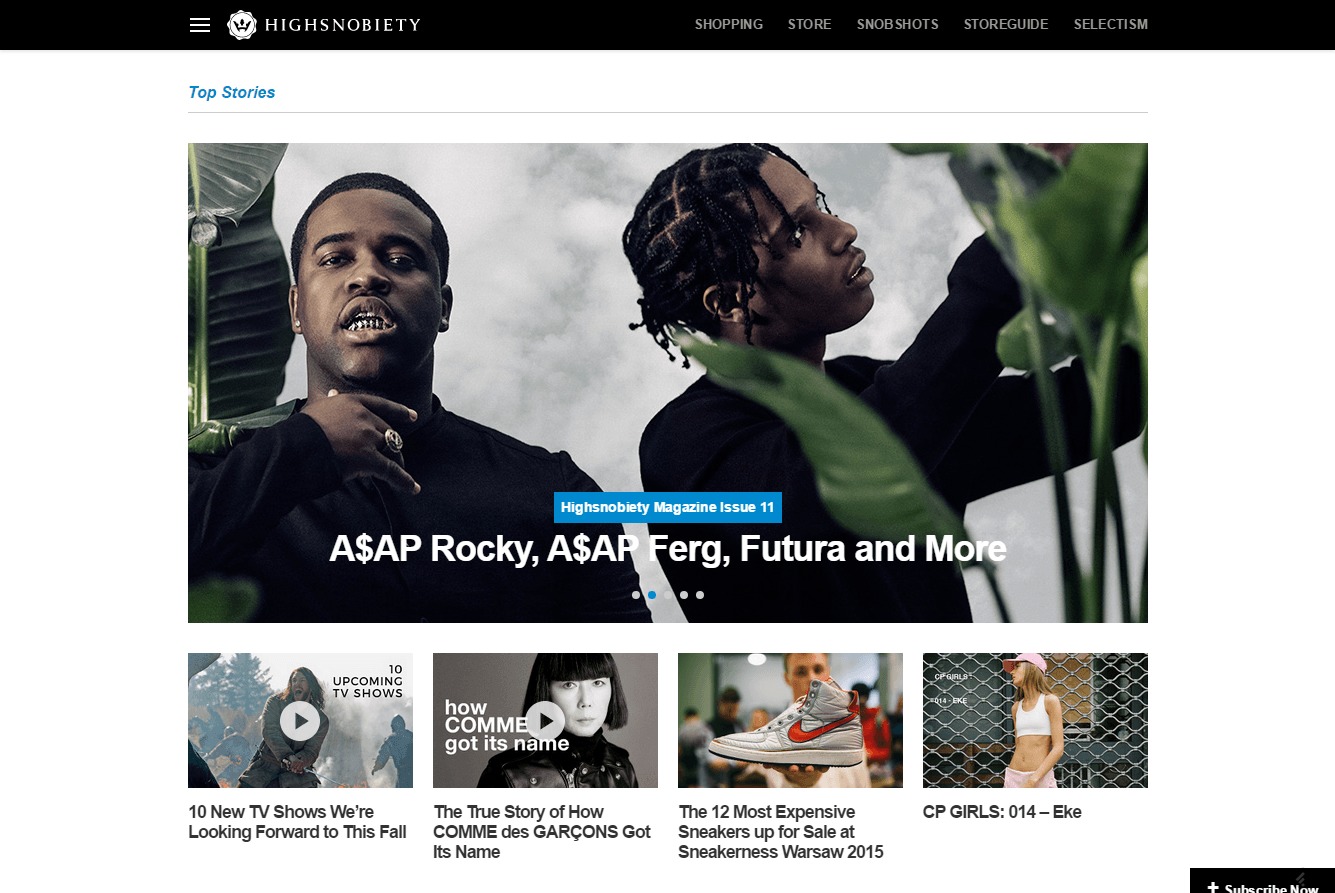 HIGHSNOBIETY
SHOPPING STORE SNOBSHOTS STOREGUIDE SELECTISM
Top Stories
Highsnobiety Magazine Issue 11
A$AP Rocky, A$AP Ferg, Futura and More
10
UPCOMING
TV SHOWS
how
COMME
got its name
CP GIRLS
014 - EKE
10 New TV Shows We’re
Looking Forward to This Fall
The True Story of How
COMME des GARÇONS Got
Its Name
The 12 Most Expensive
Sneakers up for Sale at
Sneakerness Warsaw 2015
CP GIRLS: 014 – Eke
+ Subscribe Now